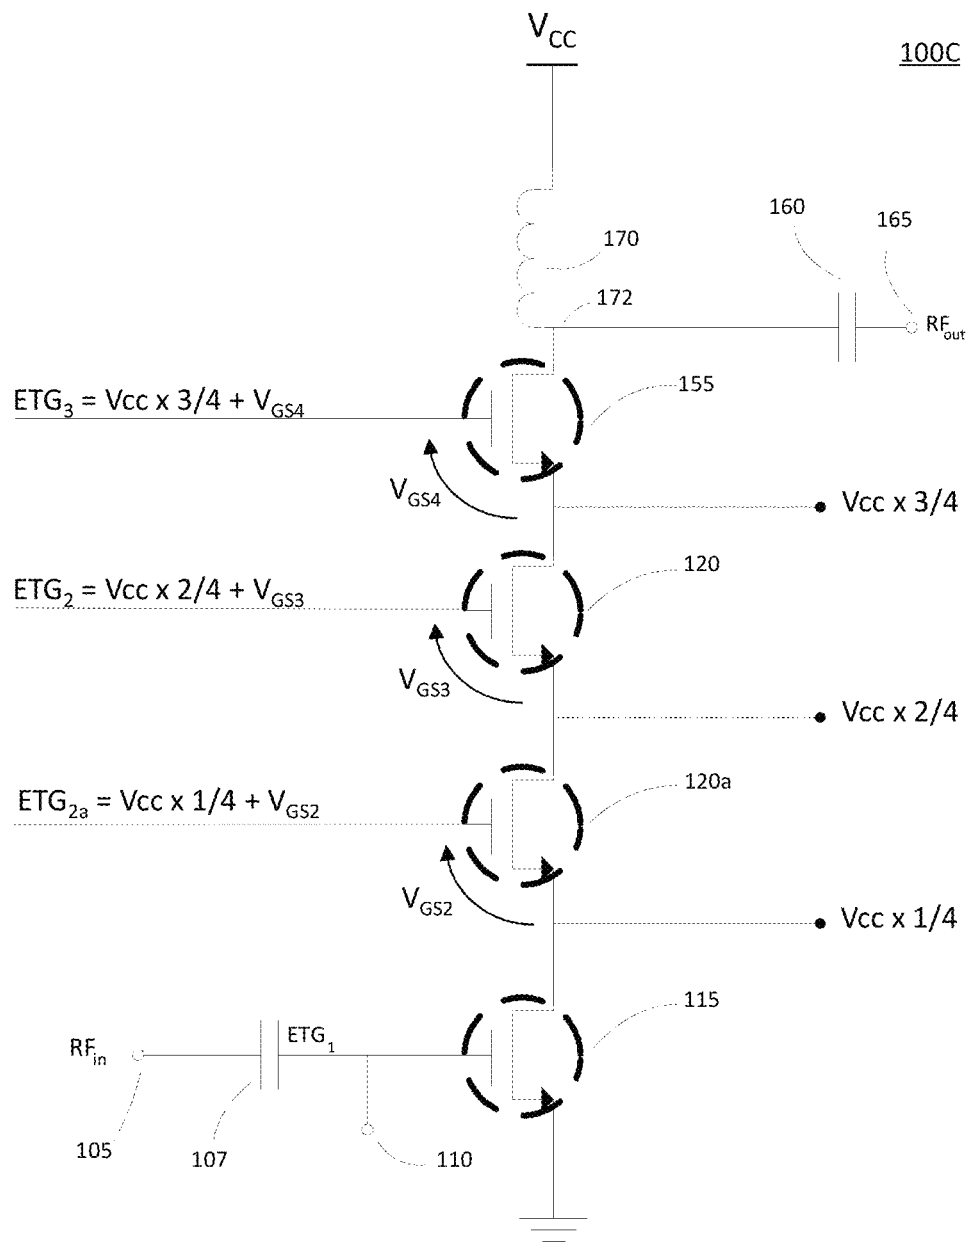 V_CC
100C
160
165
170
172
RF_out
ETG_3 = Vcc x 3/4 + V_GS4
155
V_GS4
Vcc x 3/4
ETG_2 = Vcc x 2/4 + V_GS3
120
V_GS3
Vcc x 2/4
ETG_2a = Vcc x 1/4 + V_GS2
120a
V_GS2
Vcc x 1/4
115
RF_in
ETG_1
105
107
110